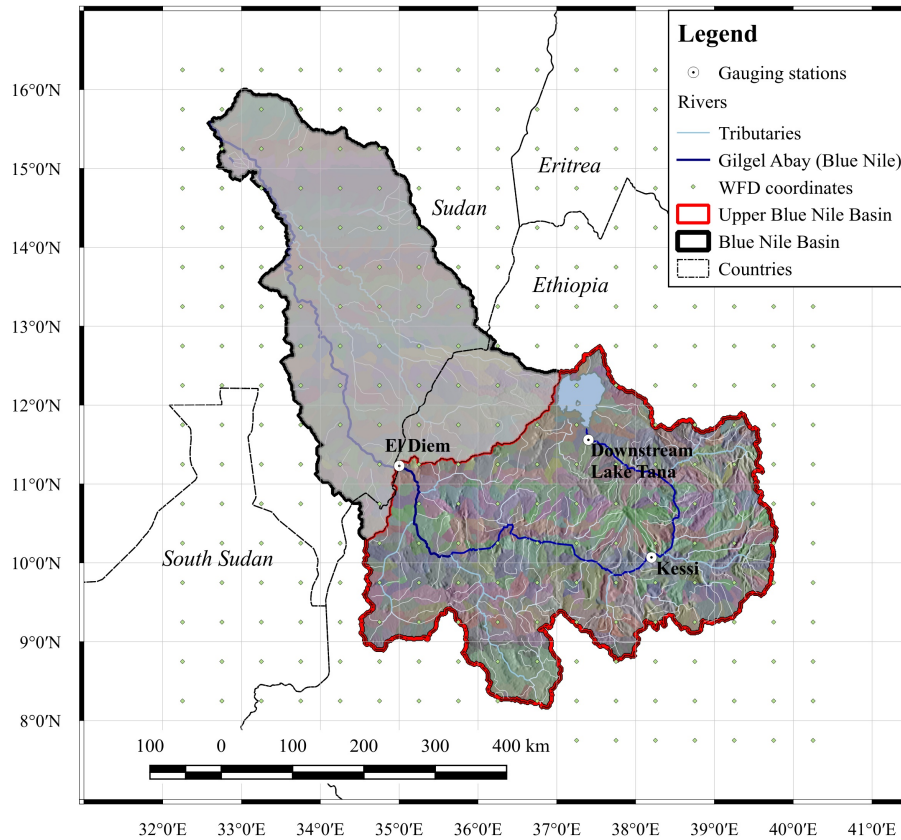 Legend
Gauging stations
Rivers
Tributaries
Gilgel Abay (Blue Nile)
WFD coordinates
Upper Blue Nile Basin
Blue Nile Basin
Countries
16°0'N
15°0'N
14°0'N
13°0'N
12°0'N
11°0'N
10°0'N
9°0'N
8°0'N
Eritrea
Sudan
Ethiopia
El Diem
Downstream
Lake Tana
South Sudan
Kessi
100 0 100 200 300 400 km
32°0'E 33°0'E 34°0'E 35°0'E 36°0'E 37°0'E 38°0'E 39°0'E 40°0'E 41°0'E